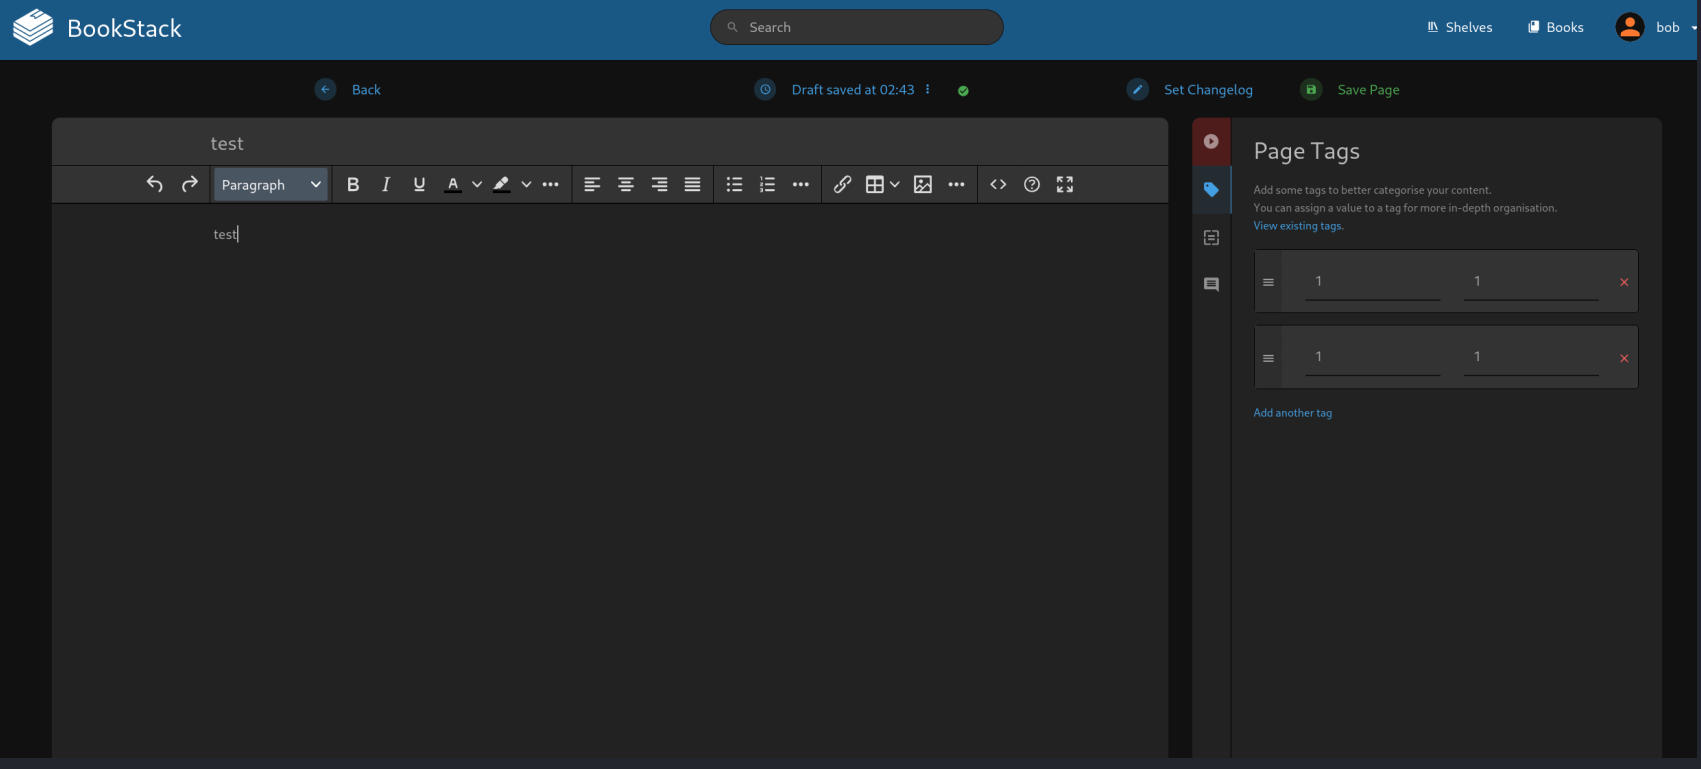 BookStack
Search
Shelves
Books
bob
Back
Draft saved at 02:43
Set Changelog
Save Page
test
Paragraph
B I U A
test
Page Tags
Add some tags to better categorise your content.
You can assign a value to a tag for more in-depth organisation.
View existing tags.
1 1
1 1
Add another tag